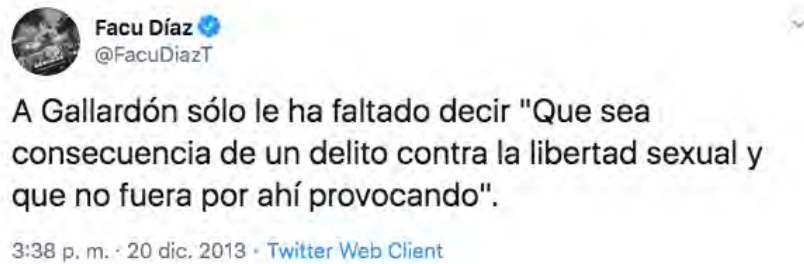 Facu Díaz
@FacuDiazT
A Gallardón sólo le ha faltado decir "Que sea
consecuencia de un delito contra la libertad sexual y
que no fuera por ahí provocando".
3:38 p. m. · 20 dic. 2013 · Twitter Web Client